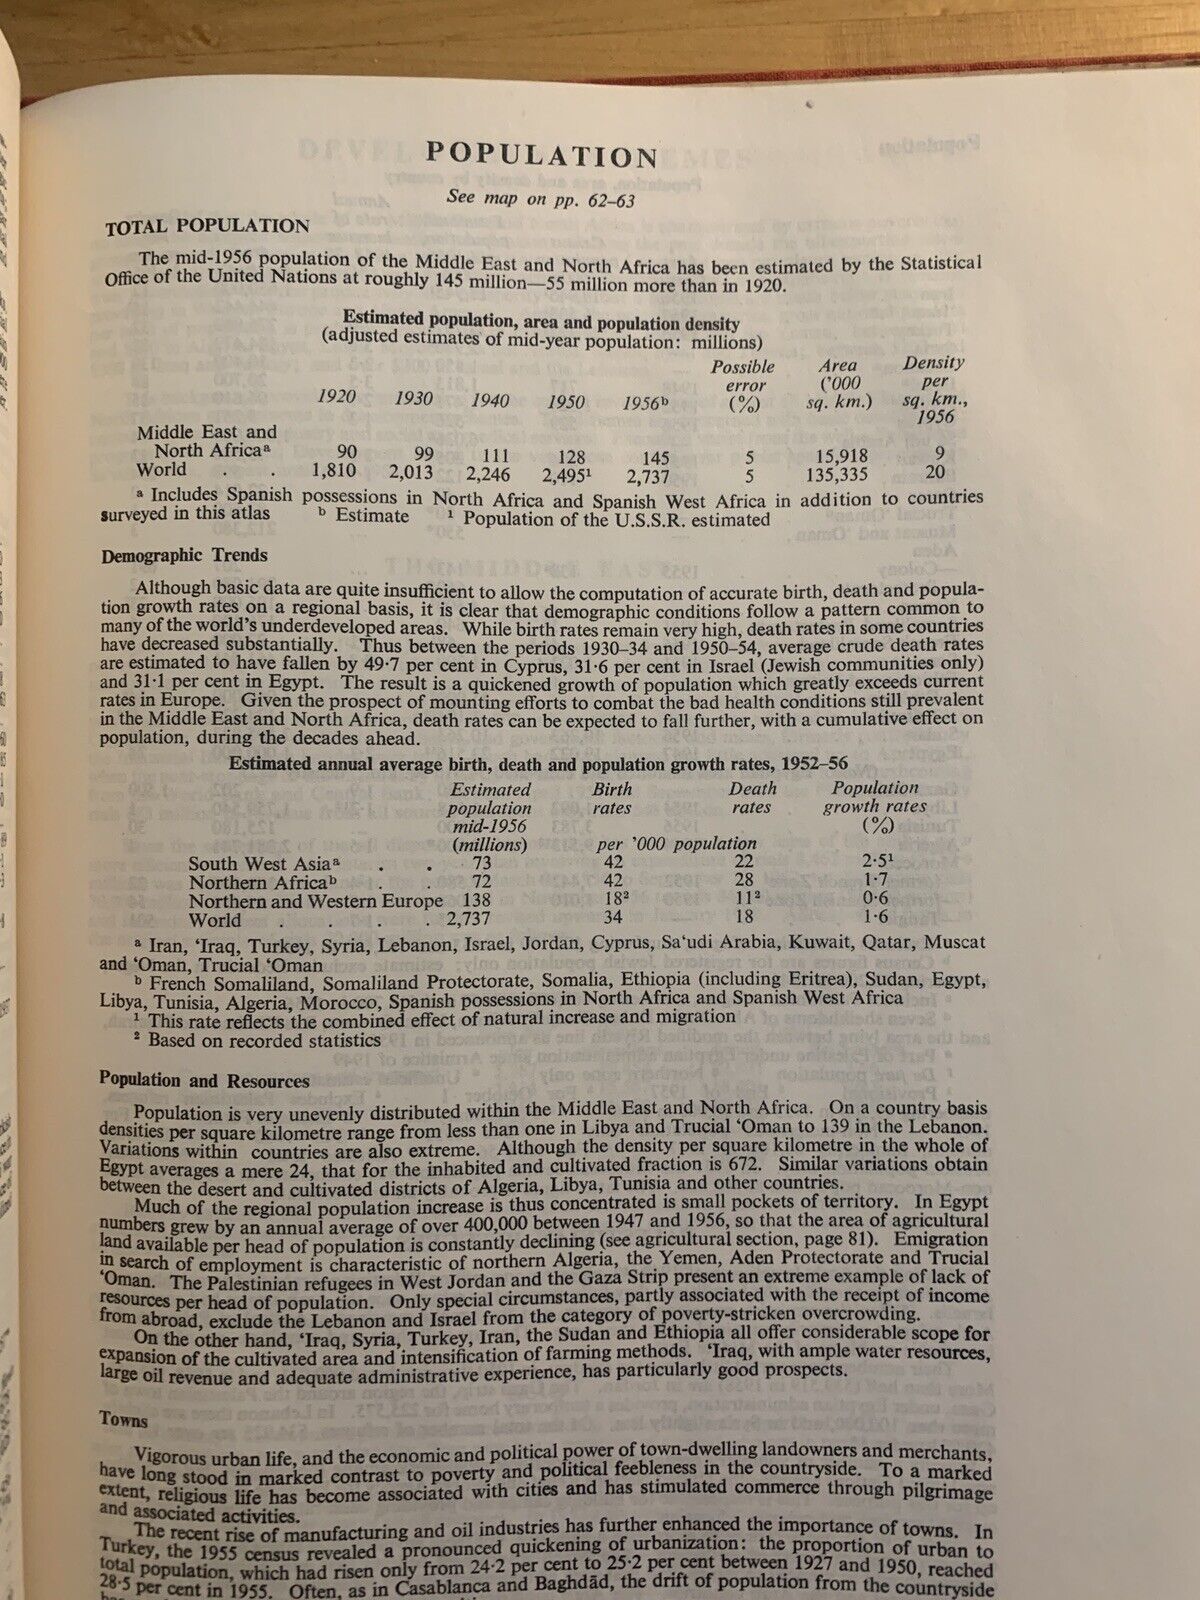 POPULATION
See map on pp. 62–63
TOTAL POPULATION
The mid-1956 population of the Middle East and North Africa has been estimated by the Statistical
Office of the United Nations at roughly 145 million—55 million more than in 1920.
Estimated population, area and population density
(adjusted estimates of mid-year population: millions)
Possible Area Density
error ('000 per
1920 1930 1940 1950 1956ᵇ (%) sq. km.) sq. km.,
1956
Middle East and
North Africaᵃ 90 99 111 128 145 5 15,918 9
World . . 1,810 2,013 2,246 2,495¹ 2,737 5 135,335 20
ᵃ Includes Spanish possessions in North Africa and Spanish West Africa in addition to countries
surveyed in this atlas ᵇ Estimate ¹ Population of the U.S.S.R. estimated
Demographic Trends
Although basic data are quite insufficient to allow the computation of accurate birth, death and popula-
tion growth rates on a regional basis, it is clear that demographic conditions follow a pattern common to
many of the world's underdeveloped areas. While birth rates remain very high, death rates in some countries
have decreased substantially. Thus between the periods 1930–34 and 1950–54, average crude death rates
are estimated to have fallen by 49·7 per cent in Cyprus, 31·6 per cent in Israel (Jewish communities only)
and 31·1 per cent in Egypt. The result is a quickened growth of population which greatly exceeds current
rates in Europe. Given the prospect of mounting efforts to combat the bad health conditions still prevalent
in the Middle East and North Africa, death rates can be expected to fall further, with a cumulative effect on
population, during the decades ahead.
Estimated annual average birth, death and population growth rates, 1952–56
Estimated Birth Death Population
population rates rates growth rates
mid-1956 (%)
(millions) per '000 population
South West Asiaᵃ . . 73 42 22 2·5¹
Northern Africaᵇ . . 72 42 28 1·7
Northern and Western Europe 138 18² 11² 0·6
World . . . . 2,737 34 18 1·6
ᵃ Iran, ‘Iraq, Turkey, Syria, Lebanon, Israel, Jordan, Cyprus, Sa‘udi Arabia, Kuwait, Qatar, Muscat
and ‘Oman, Trucial ‘Oman
ᵇ French Somaliland, Somaliland Protectorate, Somalia, Ethiopia (including Eritrea), Sudan, Egypt,
Libya, Tunisia, Algeria, Morocco, Spanish possessions in North Africa and Spanish West Africa
¹ This rate reflects the combined effect of natural increase and migration
² Based on recorded statistics
Population and Resources
Population is very unevenly distributed within the Middle East and North Africa. On a country basis
densities per square kilometre range from less than one in Libya and Trucial ‘Oman to 139 in the Lebanon.
Variations within countries are also extreme. Although the density per square kilometre in the whole of
Egypt averages a mere 24, that for the inhabited and cultivated fraction is 672. Similar variations obtain
between the desert and cultivated districts of Algeria, Libya, Tunisia and other countries.
Much of the regional population increase is thus concentrated is small pockets of territory. In Egypt
numbers grew by an annual average of over 400,000 between 1947 and 1956, so that the area of agricultural
land available per head of population is constantly declining (see agricultural section, page 81). Emigration
in search of employment is characteristic of northern Algeria, the Yemen, Aden Protectorate and Trucial
‘Oman. The Palestinian refugees in West Jordan and the Gaza Strip present an extreme example of lack of
resources per head of population. Only special circumstances, partly associated with the receipt of income
from abroad, exclude the Lebanon and Israel from the category of poverty-stricken overcrowding.
On the other hand, ‘Iraq, Syria, Turkey, Iran, the Sudan and Ethiopia all offer considerable scope for
expansion of the cultivated area and intensification of farming methods. ‘Iraq, with ample water resources,
large oil revenue and adequate administrative experience, has particularly good prospects.
Towns
Vigorous urban life, and the economic and political power of town-dwelling landowners and merchants,
have long stood in marked contrast to poverty and political feebleness in the countryside. To a marked
extent, religious life has become associated with cities and has stimulated commerce through pilgrimage
and associated activities.
The recent rise of manufacturing and oil industries has further enhanced the importance of towns. In
Turkey, the 1955 census revealed a pronounced quickening of urbanization: the proportion of urban to
total population, which had risen only from 24·2 per cent to 25·2 per cent between 1927 and 1950, reached
28·5 per cent in 1955. Often, as in Casablanca and Baghdād, the drift of population from the countryside